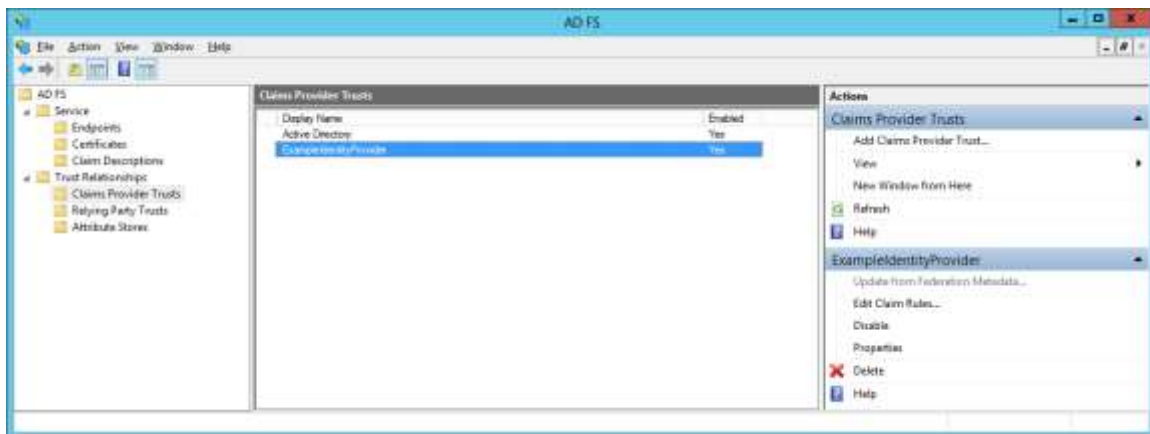 AD FS
File Action View Window Help
AD FS
Service
Endpoints
Certificates
Claim Descriptions
Trust Relationships
Claims Provider Trusts
Relying Party Trusts
Attribute Stores
Claims Provider Trusts
Display Name Enabled
Active Directory Yes
ExampleIdentityProvider Yes
Actions
Claims Provider Trusts
Add Claims Provider Trust...
View
New Window from Here
Refresh
Help
ExampleIdentityProvider
Update from Federation Metadata...
Edit Claim Rules...
Disable
Properties
Delete
Help